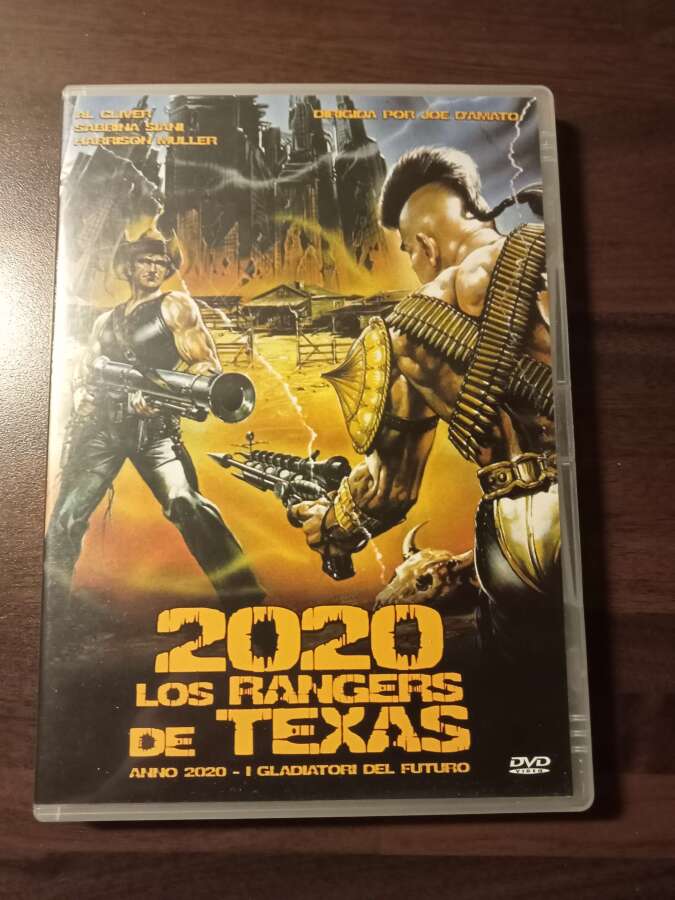 AL CLIVER
SABRINA SIANI
HARRISON MULLER
DIRIGIDA POR JOE D'AMATO
2020
LOS RANGERS
DE TEXAS
ANNO 2020 - I GLADIATORI DEL FUTURO
DVD
VIDEO